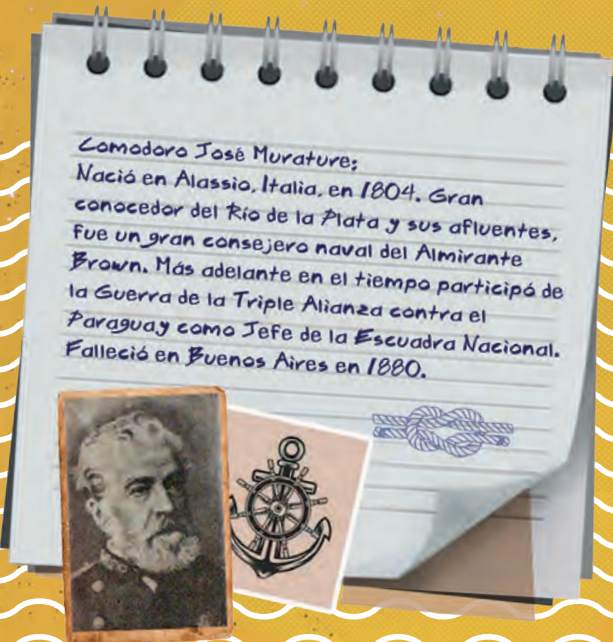 Comodoro José Murature:
Nació en Alassio, Italia, en 1804. Gran
conocedor del Río de la Plata y sus afluentes,
fue un gran consejero naval del Almirante
Brown. Más adelante en el tiempo participó de
la Guerra de la Triple Alianza contra el
Paraguay como Jefe de la Escuadra Nacional.
Falleció en Buenos Aires en 1880.